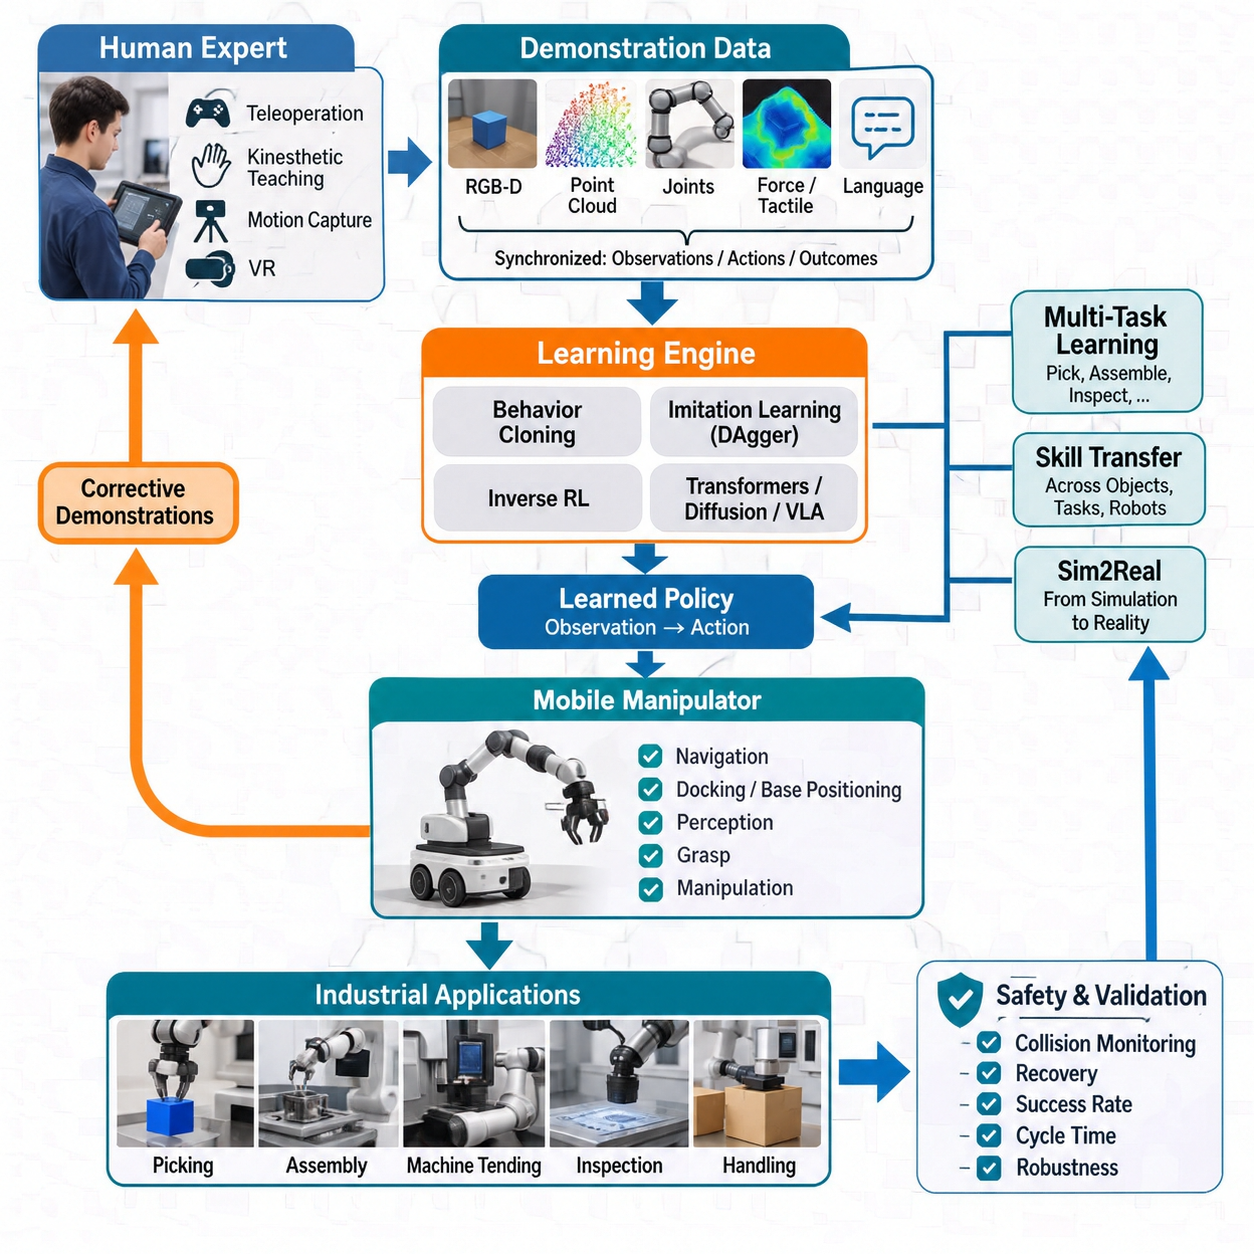 Human Expert
Teleoperation
Kinesthetic
Teaching
Motion Capture
VR
Demonstration Data
RGB-D
Point
Cloud
Joints
Force /
Tactile
Language
Synchronized: Observations / Actions / Outcomes
Learning Engine
Behavior
Cloning
Imitation Learning
(DAgger)
Inverse RL
Transformers /
Diffusion / VLA
Multi-Task
Learning
Pick, Assemble,
Inspect, ...
Skill Transfer
Across Objects,
Tasks, Robots
Sim2Real
From Simulation
to Reality
Corrective
Demonstrations
Learned Policy
Observation → Action
Mobile Manipulator
Navigation
Docking / Base Positioning
Perception
Grasp
Manipulation
Industrial Applications
Picking
Assembly
Machine Tending
Inspection
Handling
Safety & Validation
Collision Monitoring
Recovery
Success Rate
Cycle Time
Robustness